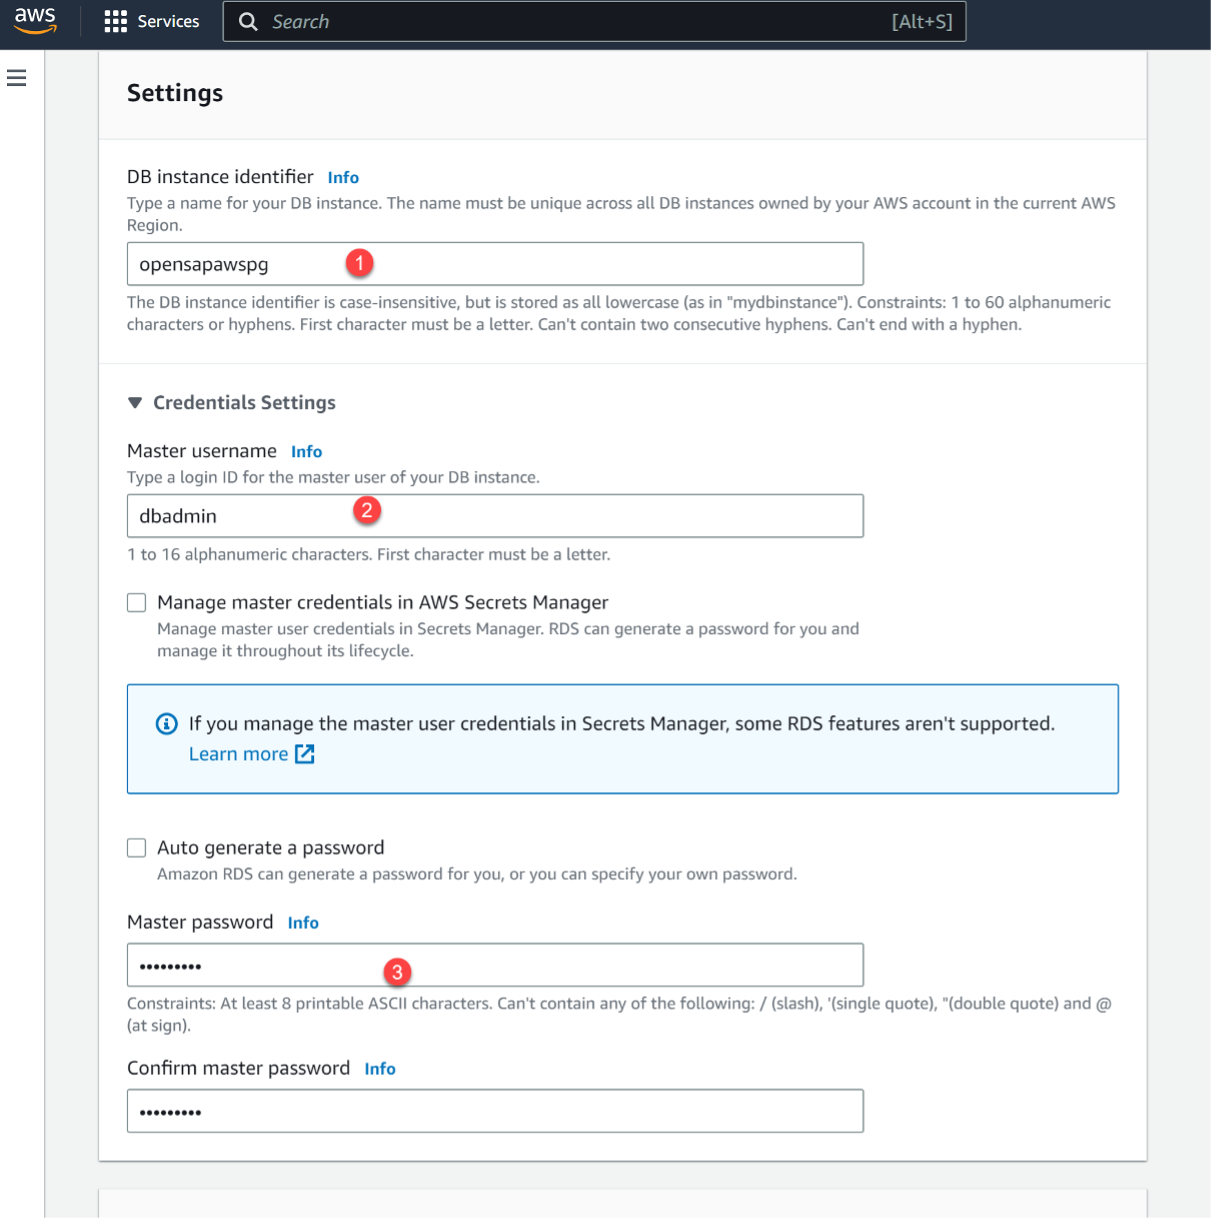 aws
Services
Search
[Alt+S]
Settings
DB instance identifier Info
Type a name for your DB instance. The name must be unique across all DB instances owned by your AWS account in the current AWS
Region.
opensapawspg
1
The DB instance identifier is case-insensitive, but is stored as all lowercase (as in "mydbinstance"). Constraints: 1 to 60 alphanumeric
characters or hyphens. First character must be a letter. Can't contain two consecutive hyphens. Can't end with a hyphen.
Credentials Settings
Master username Info
Type a login ID for the master user of your DB instance.
dbadmin
2
1 to 16 alphanumeric characters. First character must be a letter.
Manage master credentials in AWS Secrets Manager
Manage master user credentials in Secrets Manager. RDS can generate a password for you and
manage it throughout its lifecycle.
If you manage the master user credentials in Secrets Manager, some RDS features aren't supported.
Learn more
Auto generate a password
Amazon RDS can generate a password for you, or you can specify your own password.
Master password Info
•••••••••
3
Constraints: At least 8 printable ASCII characters. Can't contain any of the following: / (slash), '(single quote), "(double quote) and @
(at sign).
Confirm master password Info
•••••••••